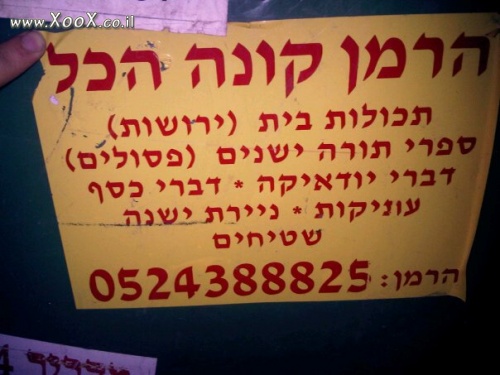 www.XooX.co.il
הרמן קונה הכל
תכולות בית (ירושות)
ספרי תורה ישנים (פסולים)
דברי יודאיקה * דברי כסף
עתיקות * ניירת ישנה
שטיחים
הרמן: 0524388825